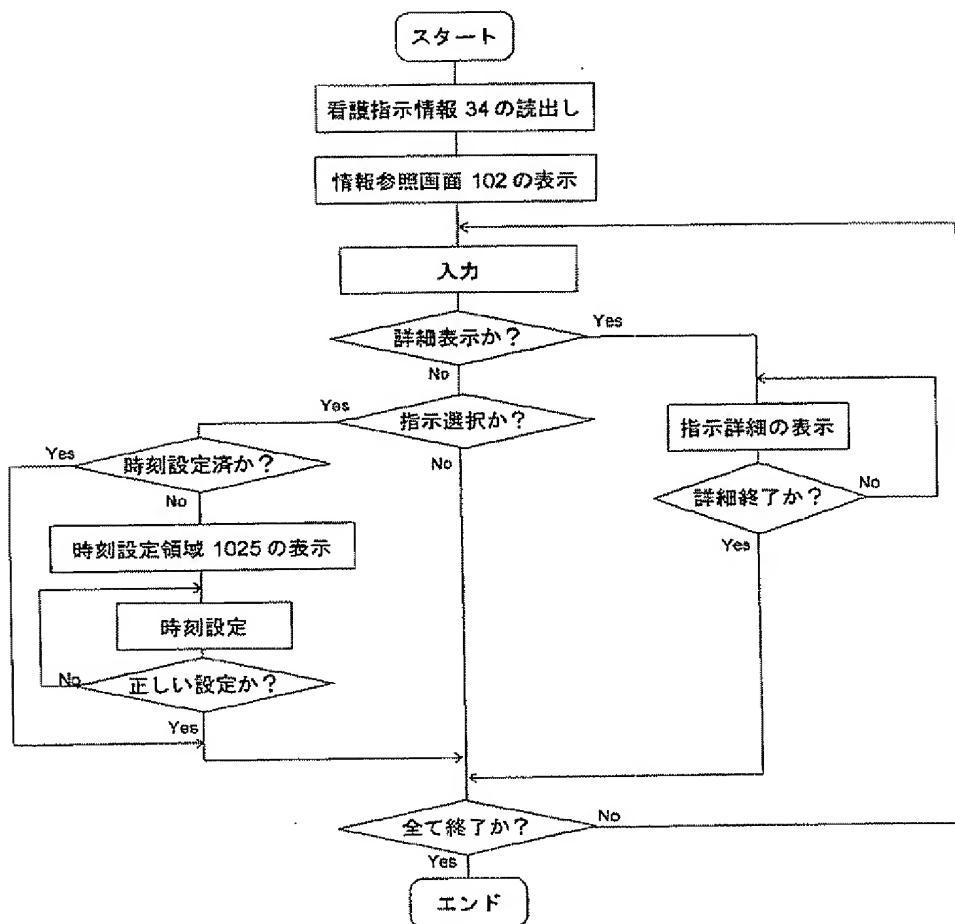 スタート
看護指示情報 34 の読出し
情報参照画面 102 の表示
入力
詳細表示か？
Yes
No
指示選択か？
Yes
No
時刻設定済か？
Yes
No
時刻設定領域 1025 の表示
時刻設定
正しい設定か？
No
Yes
指示詳細の表示
詳細終了か？
No
Yes
全て終了か？
No
Yes
エンド